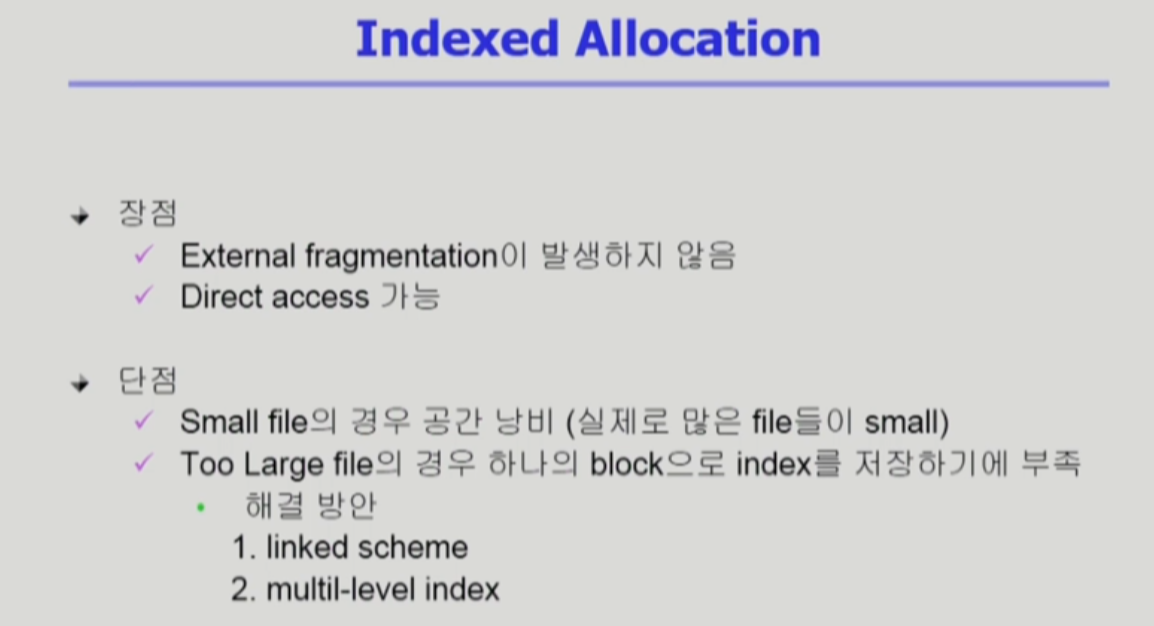 Indexed Allocation
장점
External fragmentation이 발생하지 않음
Direct access 가능
단점
Small file의 경우 공간 낭비 (실제로 많은 file들이 small)
Too Large file의 경우 하나의 block으로 index를 저장하기에 부족
해결 방안
1. linked scheme
2. multil-level index